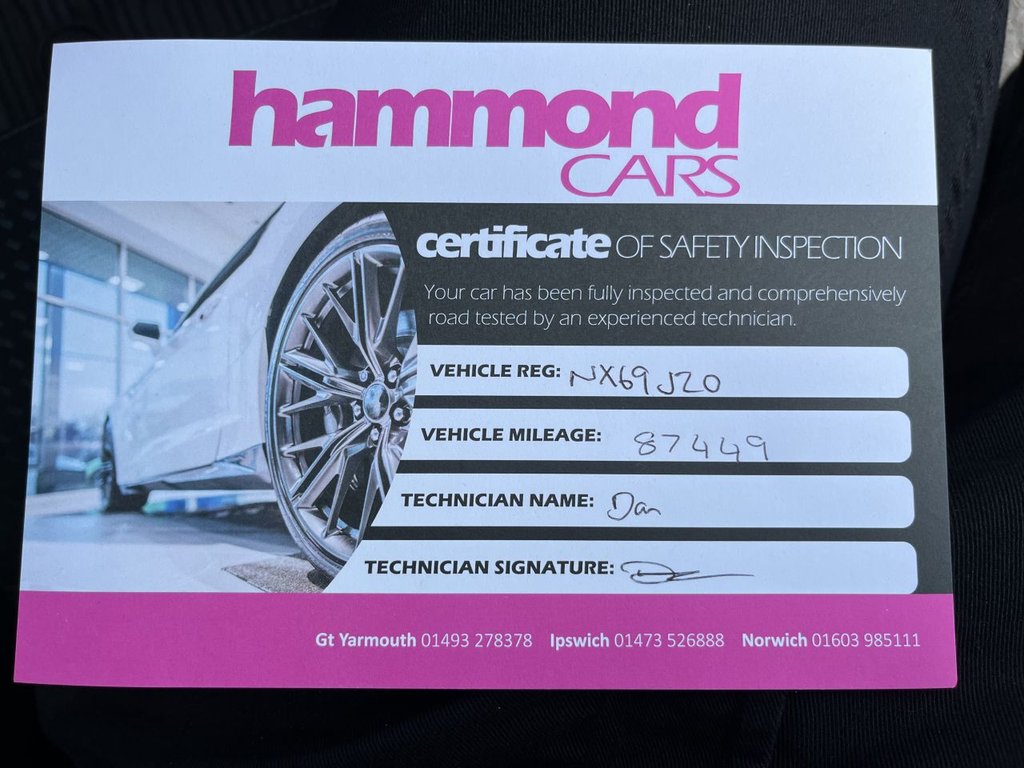 hammond
CARS
certificate OF SAFETY INSPECTION
Your car has been fully inspected and comprehensively
road tested by an experienced technician.
VEHICLE REG: NX69 JZO
VEHICLE MILEAGE: 87449
TECHNICIAN NAME: Dan
TECHNICIAN SIGNATURE:
Gt Yarmouth 01493 278378 Ipswich 01473 526888 Norwich 01603 985111